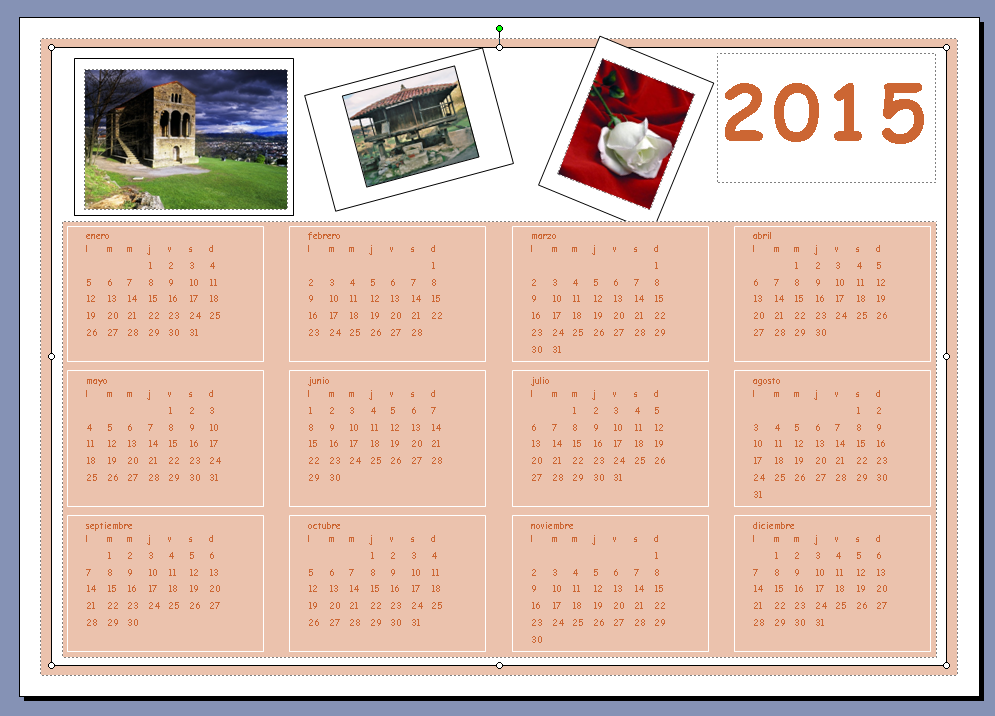 2015
enero
l m m j v s d
1 2 3 4
5 6 7 8 9 10 11
12 13 14 15 16 17 18
19 20 21 22 23 24 25
26 27 28 29 30 31
febrero
l m m j v s d
1
2 3 4 5 6 7 8
9 10 11 12 13 14 15
16 17 18 19 20 21 22
23 24 25 26 27 28
marzo
l m m j v s d
1
2 3 4 5 6 7 8
9 10 11 12 13 14 15
16 17 18 19 20 21 22
23 24 25 26 27 28 29
30 31
abril
l m m j v s d
1 2 3 4 5
6 7 8 9 10 11 12
13 14 15 16 17 18 19
20 21 22 23 24 25 26
27 28 29 30
mayo
l m m j v s d
1 2 3
4 5 6 7 8 9 10
11 12 13 14 15 16 17
18 19 20 21 22 23 24
25 26 27 28 29 30 31
junio
l m m j v s d
1 2 3 4 5 6 7
8 9 10 11 12 13 14
15 16 17 18 19 20 21
22 23 24 25 26 27 28
29 30
julio
l m m j v s d
1 2 3 4 5
6 7 8 9 10 11 12
13 14 15 16 17 18 19
20 21 22 23 24 25 26
27 28 29 30 31
agosto
l m m j v s d
1 2
3 4 5 6 7 8 9
10 11 12 13 14 15 16
17 18 19 20 21 22 23
24 25 26 27 28 29 30
31
septiembre
l m m j v s d
1 2 3 4 5 6
7 8 9 10 11 12 13
14 15 16 17 18 19 20
21 22 23 24 25 26 27
28 29 30
octubre
l m m j v s d
1 2 3 4
5 6 7 8 9 10 11
12 13 14 15 16 17 18
19 20 21 22 23 24 25
26 27 28 29 30 31
noviembre
l m m j v s d
1
2 3 4 5 6 7 8
9 10 11 12 13 14 15
16 17 18 19 20 21 22
23 24 25 26 27 28 29
30
diciembre
l m m j v s d
1 2 3 4 5 6
7 8 9 10 11 12 13
14 15 16 17 18 19 20
21 22 23 24 25 26 27
28 29 30 31